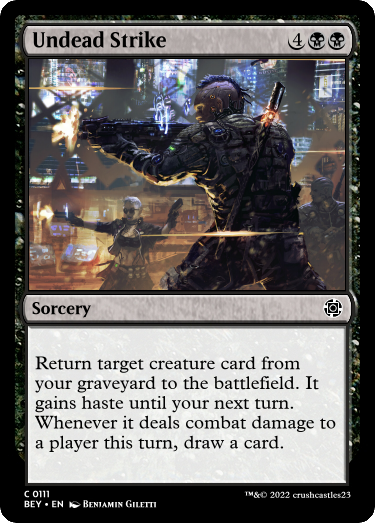 Undead Strike 4
Sorcery
Return target creature card from
your graveyard to the battlefield. It
gains haste until your next turn.
Whenever it deals combat damage to
a player this turn, draw a card.
C 0111
BEY • EN Benjamin Giletti
™&© 2022 crushcastles23